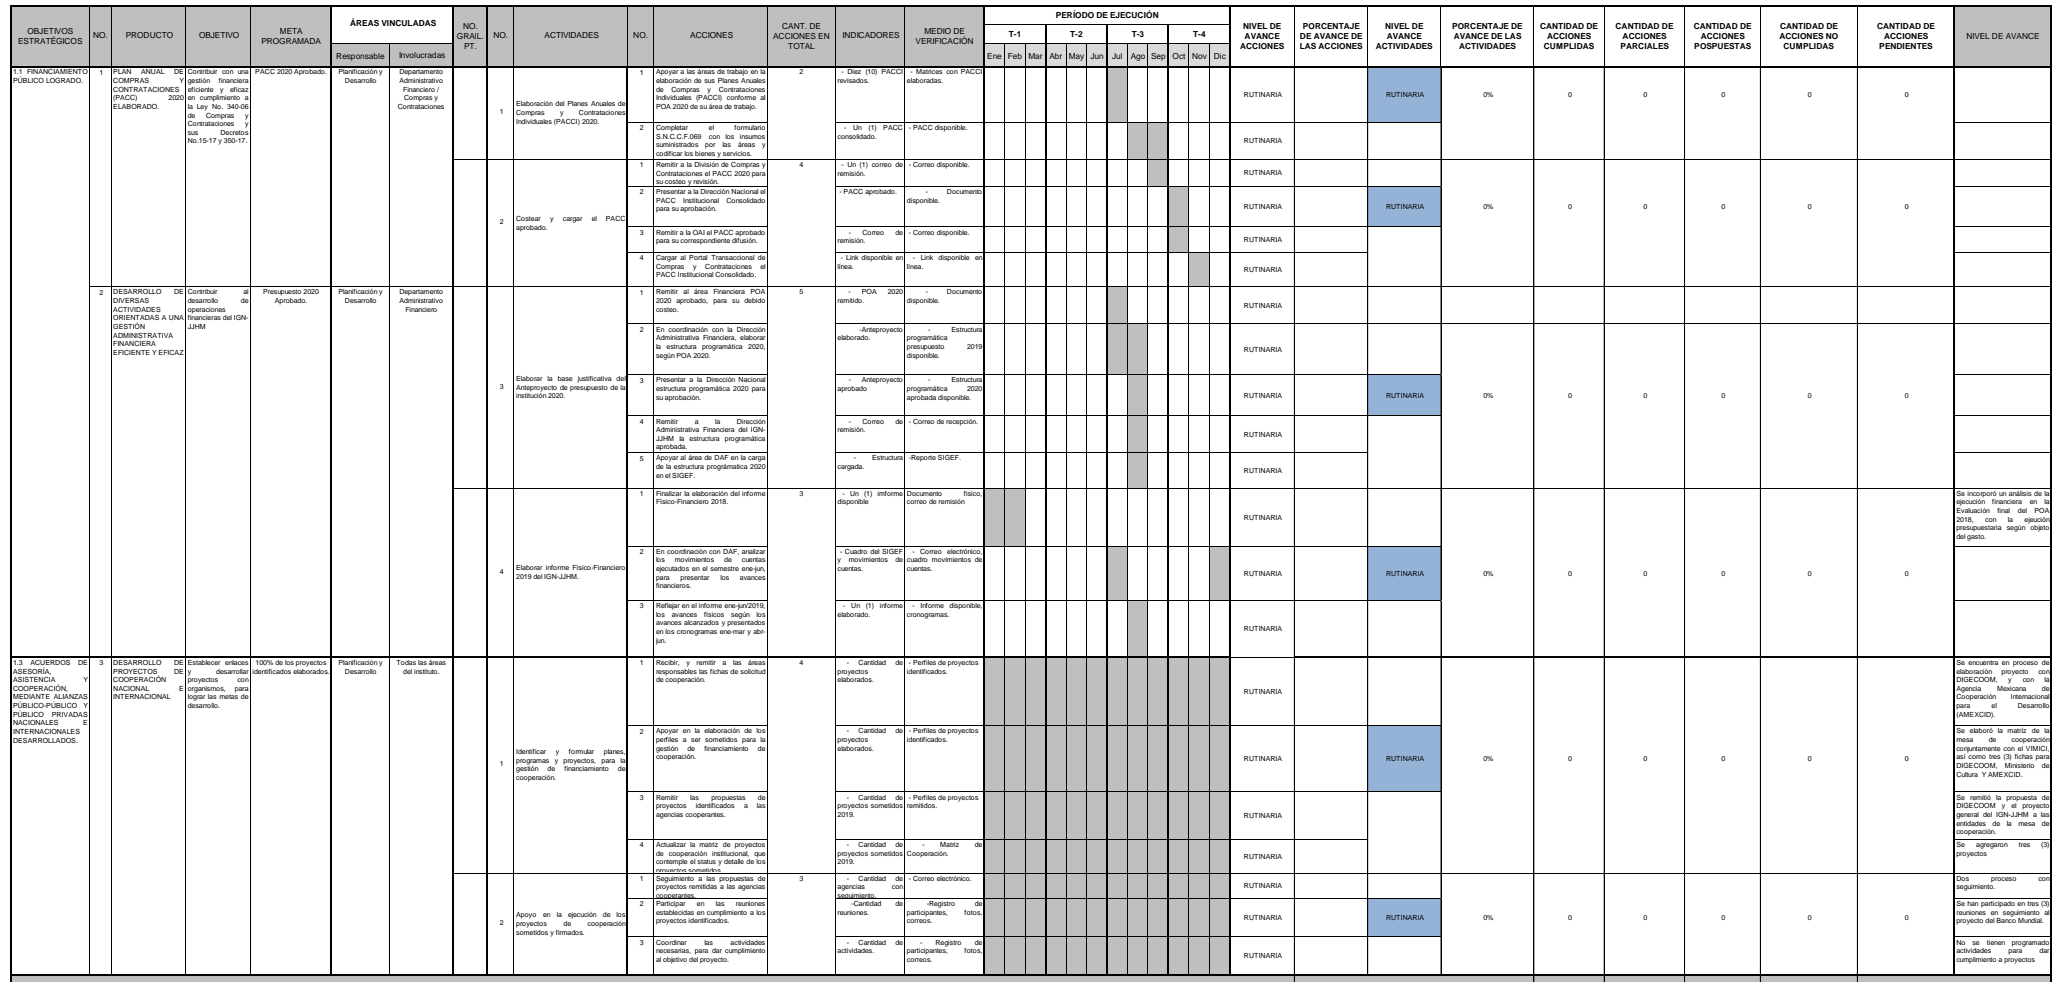 OBJETIVOS
ESTRATÉGICOS
NO.
PRODUCTO
OBJETIVO
META
PROGRAMADA
ÁREAS VINCULADAS
Responsable
Involucradas
NO.
GRAIL.
PT.
NO.
ACTIVIDADES
NO.
ACCIONES
CANT. DE
ACCIONES EN
TOTAL
INDICADORES
MEDIO DE
VERIFICACIÓN
PERÍODO DE EJECUCIÓN
T-1
T-2
T-3
T-4
Ene Feb Mar Abr May Jun Jul Ago Sep Oct Nov Dic
NIVEL DE
AVANCE
ACCIONES
PORCENTAJE
DE AVANCE DE
LAS ACCIONES
NIVEL DE
AVANCE
ACTIVIDADES
PORCENTAJE DE
AVANCE DE LAS
ACTIVIDADES
CANTIDAD DE
ACCIONES
CUMPLIDAS
CANTIDAD DE
ACCIONES
PARCIALES
CANTIDAD DE
ACCIONES
POSPUESTAS
CANTIDAD DE
ACCIONES NO
CUMPLIDAS
CANTIDAD DE
ACCIONES
PENDIENTES
NIVEL DE AVANCE
1.1 FINANCIAMIENTO
PÚBLICO LOGRADO.
1
PLAN ANUAL DE
COMPRAS Y
CONTRATACIONES
(PACC) 2020
ELABORADO.
Contribuir con una
gestión financiera
eficiente y eficaz
en cumplimiento a
la Ley No. 340-06
de Compras y
Contrataciones y
sus Decretos
No.15-17 y 350-17.
PACC 2020 Aprobado.
Planificación y
Desarrollo
Departamento
Administrativo
Financiero /
Compras y
Contrataciones
1
Elaboración del Planes Anuales de
Compras y Contrataciones
Individuales (PACCI) 2020.
1
Apoyar a las áreas de trabajo en la
elaboración de sus Planes Anuales
de Compras y Contrataciones
Individuales (PACCI) conforme al
POA 2020 de su área de trabajo.
2
- Diez (10) PACCI
revisados.
- Matrices con PACCI
elaboradas.
RUTINARIA
RUTINARIA
0%
0
0
0
0
0
2
Completar el formulario
S.N.C.C.F.069 con los insumos
suministrados por las áreas y
codificar los bienes y servicios.
- Un (1) PACC
consolidado.
- PACC disponible.
RUTINARIA
2
Costear y cargar el PACC
aprobado.
1
Remitir a la División de Compras y
Contrataciones el PACC 2020 para
su costeo y revisión.
4
- Un (1) correo de
remisión.
- Correo disponible.
RUTINARIA
2
Presentar a la Dirección Nacional el
PACC Institucional Consolidado
para su aprobación.
- PACC aprobado.
- Documento
disponible.
RUTINARIA
RUTINARIA
0%
0
0
0
0
0
3
Remitir a la OAI el PACC aprobado
para su correspondiente difusión.
- Correo de
remisión.
- Correo disponible.
RUTINARIA
4
Cargar al Portal Transaccional de
Compras y Contrataciones el
PACC Institucional Consolidado.
- Link disponible en
línea.
- Link disponible en
línea.
RUTINARIA
2
DESARROLLO DE
DIVERSAS
ACTIVIDADES
ORIENTADAS A UNA
GESTIÓN
ADMINISTRATIVA
FINANCIERA
EFICIENTE Y EFICAZ
Contribuir al
desarrollo de
operaciones
financieras del IGN-
JJHM
Presupuesto 2020
Aprobado.
Planificación y
Desarrollo
Departamento
Administrativo
Financiero
3
Elaborar la base justificativa del
Anteproyecto de presupuesto de la
institución 2020.
1
Remitir al área Financiera POA
2020 aprobado, para su debido
costeo.
5
- POA 2020
remitido.
- Documento
disponible.
RUTINARIA
2
En coordinación con la Dirección
Administrativa Financiera, elaborar
la estructura programática 2020,
según POA 2020.
-Anteproyecto
elaborado.
- Estructura
programática
presupuesto 2019
disponible.
RUTINARIA
3
Presentar a la Dirección Nacional
estructura programática 2020 para
su aprobación.
- Anteproyecto
aprobado
- Estructura
programática 2020
aprobada disponible.
RUTINARIA
RUTINARIA
0%
0
0
0
0
0
4
Remitir a la Dirección
Administrativa Financiera del IGN-
JJHM la estructura programática
aprobada.
- Correo de
remisión.
- Correo de recepción.
RUTINARIA
5
Apoyar al área de DAF en la carga
de la estructura prográmatica 2020
en el SIGEF.
- Estructura
cargada.
-Reporte SIGEF.
RUTINARIA
4
Elaborar informe Físico-Financiero
2019 del IGN-JJHM.
1
Finalizar la elaboración del informe
Físico-Financiero 2018.
3
- Un (1) imforme
disponible
Documento físico,
correo de remisión
RUTINARIA
Se incorporó un análisis de la
ejecución financiera en la
Evaluación final del POA
2018, con la ejeución
presupuestaria según objeto
del gasto.
2
En coordinación con DAF, analizar
los movimientos de cuentas
ejecutados en el semestre ene-jun,
para presentar los avances
financieros.
- Cuadro del SIGEF
y movimientos de
cuentas.
- Correo electrónico,
cuadro movimientos de
cuentas.
RUTINARIA
RUTINARIA
0%
0
0
0
0
0
3
Reflejar en el informe ene-jun/2019,
los avances físicos según los
avances alcanzados y presentados
en los cronogramas ene-mar y abr-
jun.
- Un (1) informe
elaborado.
- Informe disponible,
cronogramas.
RUTINARIA
1.3 ACUERDOS DE
ASESORÍA,
ASISTENCIA Y
COOPERACIÓN,
MEDIANTE ALIANZAS
PÚBLICO-PÚBLICO Y
PÚBLICO PRIVADAS
NACIONALES E
INTERNACIONALES
DESARROLLADOS.
3
DESARROLLO DE
PROYECTOS DE
COOPERACIÓN
NACIONAL E
INTERNACIONAL
Establecer enlaces
y desarrollar
proyectos con
organismos, para
lograr las metas de
desarrollo.
100% de los proyectos
identificados elaborados.
Planificación y
Desarrollo
Todas las áreas
del instituto.
1
Identificar y formular planes,
programas y proyectos, para la
gestión de financiamiento de
cooperación.
1
Recibir, y remitir a las áreas
responsables las fichas de solicitud
de cooperación.
4
- Cantidad de
proyectos
elaborados.
- Perfiles de proyectos
identificados.
RUTINARIA
Se encuentra en proceso de
elaboración proyecto con
DIGECOOM, y con la
Agencia Mexicana de
Cooperación Internacional
para el Desarrollo
(AMEXCID).
2
Apoyar en la elaboración de los
perfiles a ser sometidos para la
gestión de financiamiento de
cooperación.
- Cantidad de
proyectos
elaborados.
- Perfiles de proyectos
identificados.
RUTINARIA
RUTINARIA
0%
0
0
0
0
0
Se elaboró la matriz de la
mesa de cooperación
conjuntamente con el VIMICI,
así como tres (3) fichas para
DIGECOOM, Ministerio de
Cultura Y AMEXCID.
3
Remitir las propuestas de
proyectos identificados a las
agencias cooperantes.
- Cantidad de
proyectos sometidos
2019.
- Perfiles de proyectos
remitidos.
RUTINARIA
Se remitió la propuesta de
DIGECOOM y el proyecto
general del IGN-JJHM a las
entidades de la mesa de
cooperación.
4
Actualizar la matriz de proyectos
de cooperación institucional, que
contemple el status y detalle de los
proyectos sometidos.
- Cantidad de
proyectos sometidos
2019.
- Matriz de
Cooperación.
RUTINARIA
Se agregaron tres (3)
proyectos
2
Apoyo en la ejecución de los
proyectos de cooperación
sometidos y firmados.
1
Seguimiento a las propuestas de
proyectos remitidas a las agencias
cooperantes.
3
- Cantidad de
agencias con
seguimiento.
- Correo electrónico.
RUTINARIA
Dos proceso con
seguimiento.
2
Participar en las reuniones
establecidas en cumplimiento a los
proyectos identificados.
-Cantidad de
reuniones.
-Registro de
participantes, fotos,
correos.
RUTINARIA
RUTINARIA
0%
0
0
0
0
0
Se han participado en tres (3)
reuniones en seguimiento al
proyecto del Banco Mundial.
3
Coordinar las actividades
necesarias, para dar cumplimiento
al objetivo del proyecto.
- Cantidad de
actividades.
- Registro de
participantes, fotos,
correos.
RUTINARIA
No se tienen programado
actividades para dar
cumplimiento a proyectos